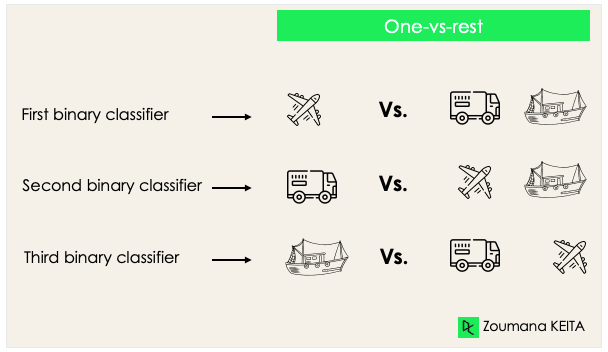 One-vs-rest
First binary classifier Vs.
Second binary classifier Vs.
Third binary classifier Vs.
Zoumana KEITA